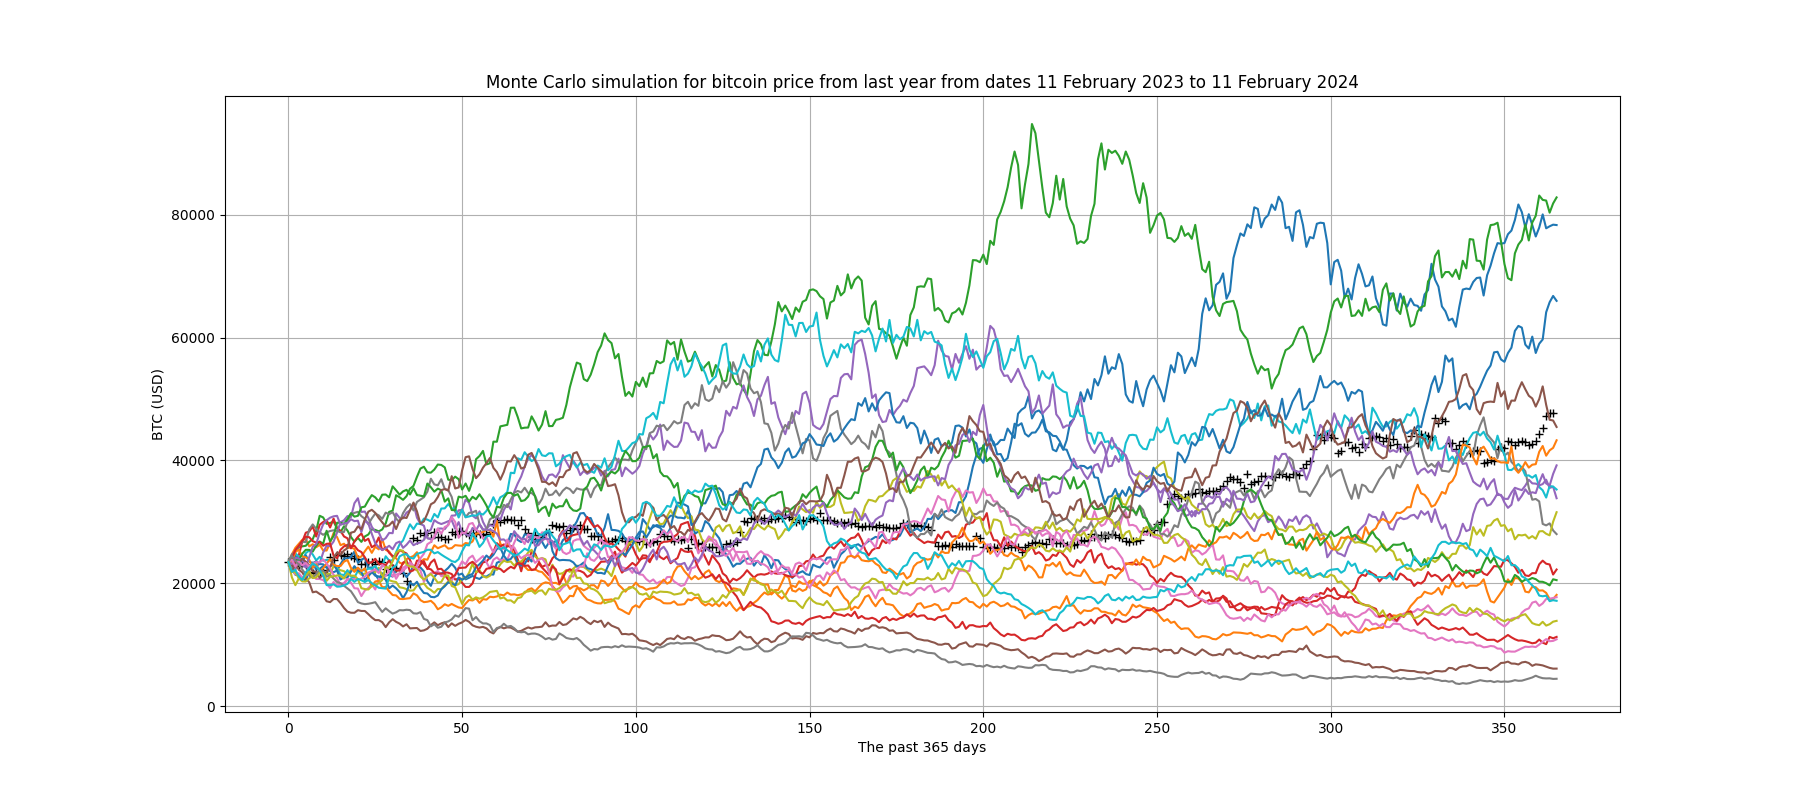 Monte Carlo simulation for bitcoin price from last year from dates 11 February 2023 to 11 February 2024
80000
60000
40000
20000
0
BTC (USD)
0 50 100 150 200 250 300 350
The past 365 days